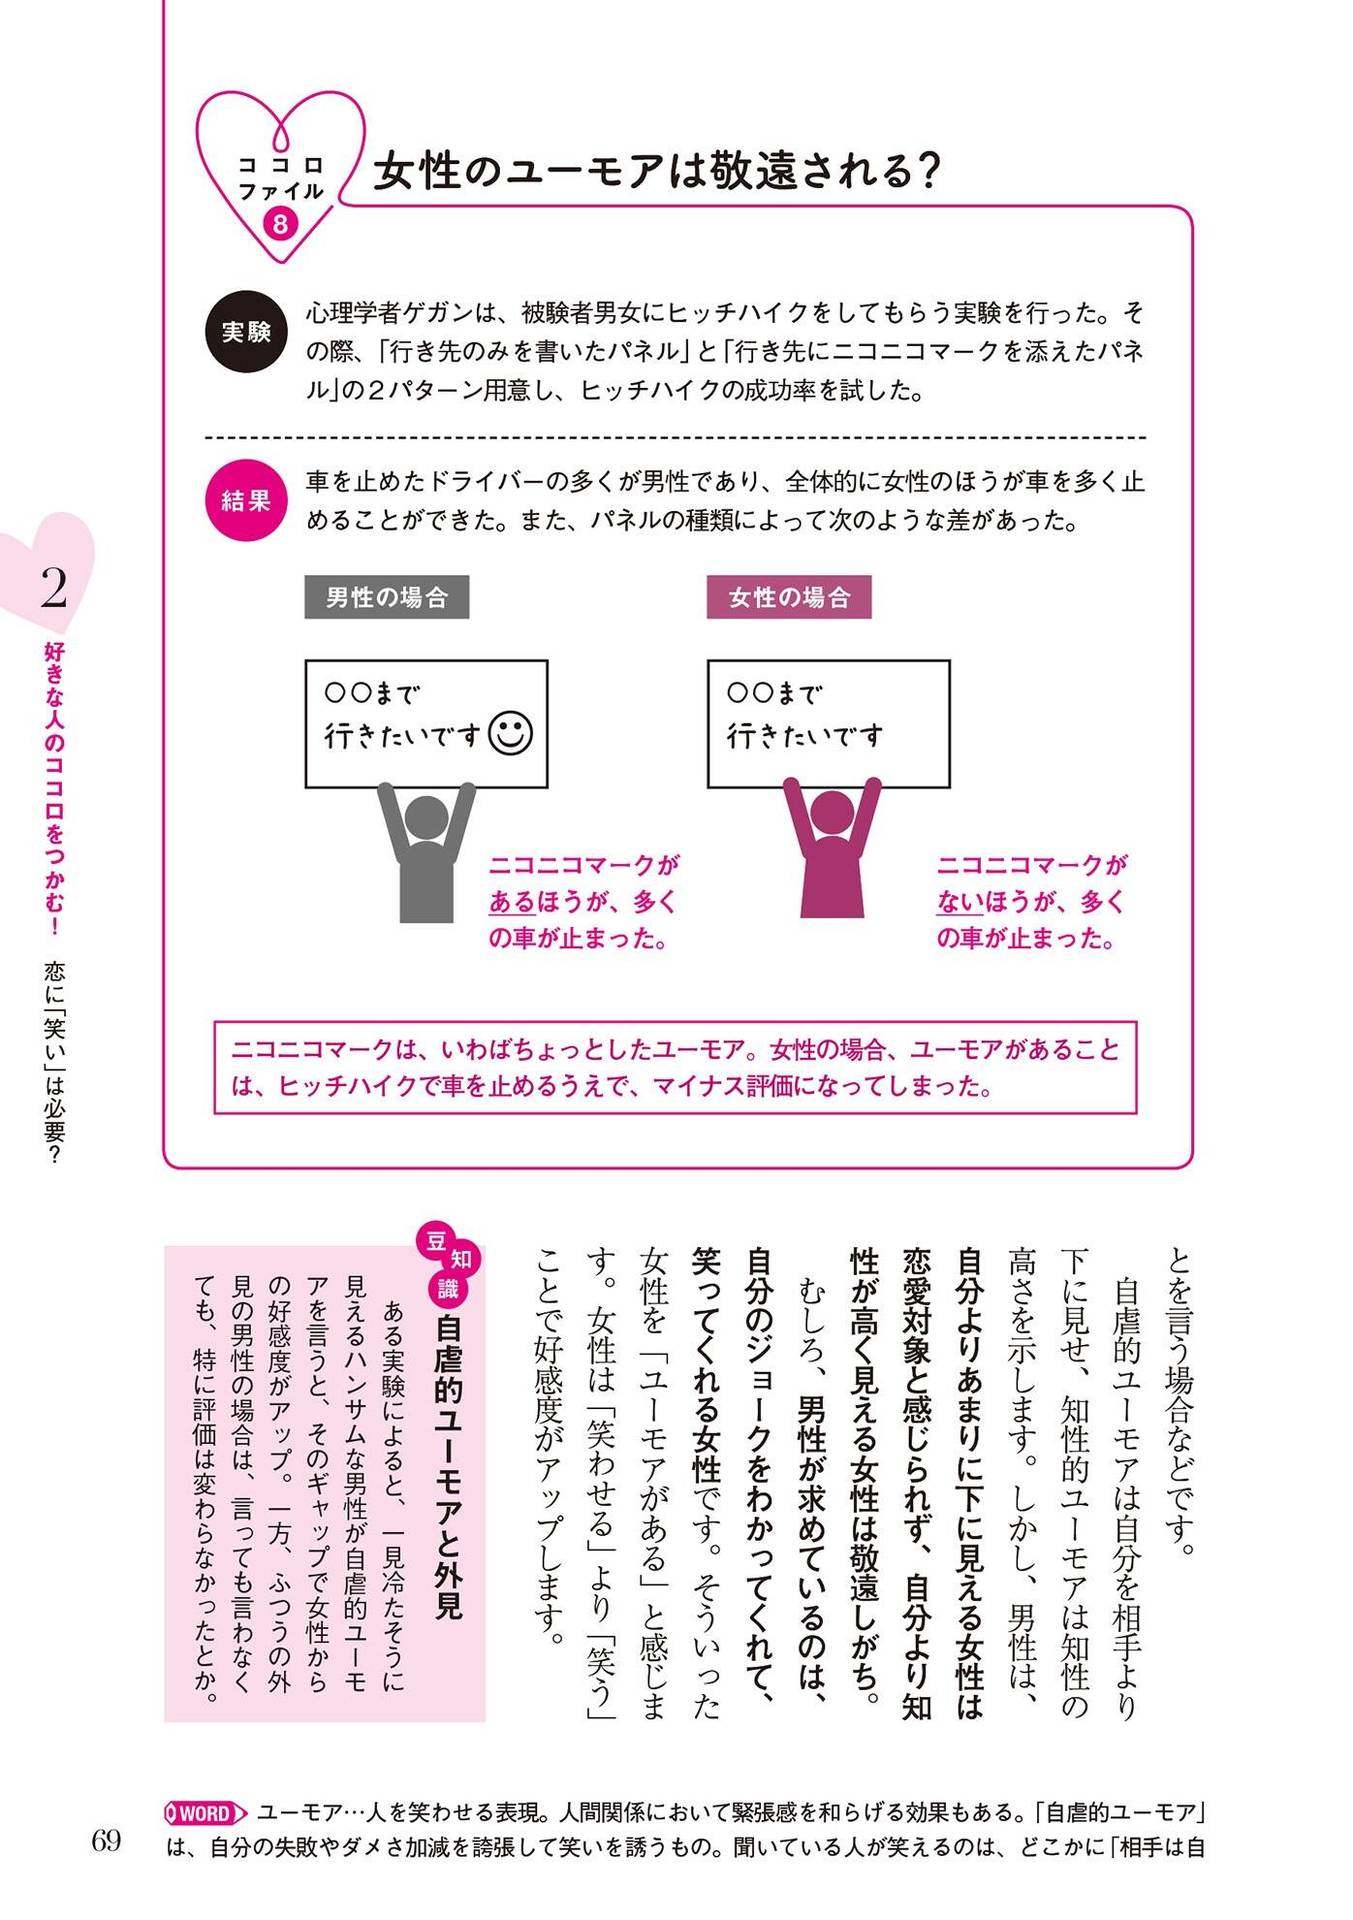 ココロ
ファイル
8
女性のユーモアは敬遠される?
実験
心理学者ゲガンは、被験者男女にヒッチハイクをしてもらう実験を行った。そ
の際、「行き先のみを書いたパネル」と「行き先にニコニコマークを添えたパネ
ル」の2パターン用意し、ヒッチハイクの成功率を試した。
結果
車を止めたドライバーの多くが男性であり、全体的に女性のほうが車を多く止
めることができた。また、パネルの種類によって次のような差があった。
男性の場合
〇〇まで
行きたいです
ニコニコマークが
あるほうが、多く
の車が止まった。
女性の場合
〇〇まで
行きたいです
ニコニコマークが
ないほうが、多く
の車が止まった。
ニコニコマークは、いわばちょっとしたユーモア。女性の場合、ユーモアがあること
は、ヒッチハイクで車を止めるうえで、マイナス評価になってしまった。
2
好きな人のココロをつかむ! 恋に「笑い」は必要?
とを言う場合などです。
自虐的ユーモアは自分を相手より
下に見せ、知性的ユーモアは知性の
高さを示します。しかし、男性は、
自分よりあまりに下に見える女性は
恋愛対象と感じられず、自分より知
性が高く見える女性は敬遠しがち。
むしろ、男性が求めているのは、
自分のジョークをわかってくれて、
笑ってくれる女性です。そういった
女性を「ユーモアがある」と感じま
す。女性は「笑わせる」より「笑う」
ことで好感度がアップします。
豆知識
自虐的ユーモアと外見
ある実験によると、一見冷たそうに
見えるハンサムな男性が自虐的ユーモ
アを言うと、そのギャップで女性から
の好感度がアップ。一方、ふつうの外
見の男性の場合は、言っても言わなく
ても、特に評価は変わらなかったとか。
WORD ユーモア…人を笑わせる表現。人間関係において緊張感を和らげる効果もある。「自虐的ユーモア」
は、自分の失敗やダメさ加減を誇張して笑いを誘うもの。聞いている人が笑えるのは、どこかに「相手は自
69